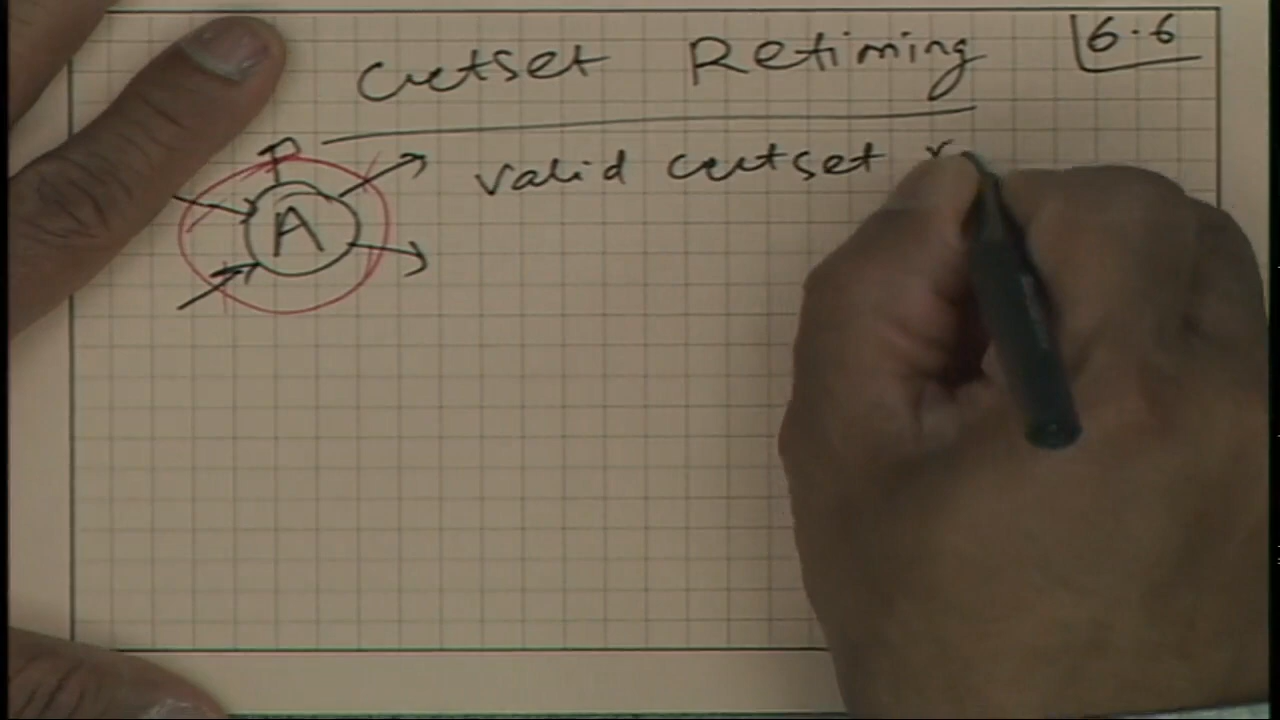 cutset Retiming 6.6
valid cutset r
A